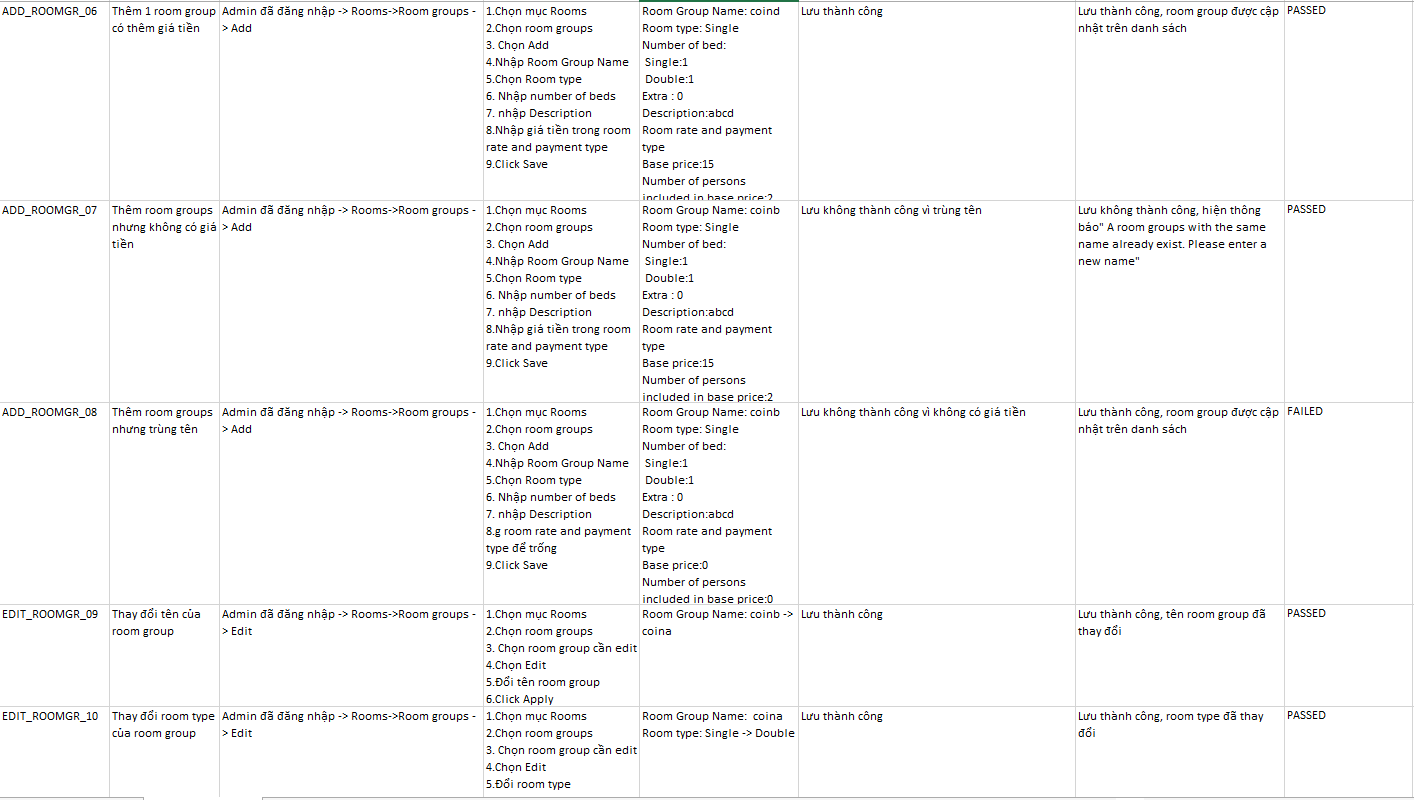 ADD_ROOMGR_06
Thêm 1 room group
có thêm giá tiền
Admin đã đăng nhập -> Rooms->Room groups -
> Add
1.Chọn mục Rooms
2.Chọn room groups
3. Chọn Add
4.Nhập Room Group Name
5.Chọn Room type
6. Nhập number of beds
7. nhập Description
8.Nhập giá tiền trong room
rate and payment type
9.Click Save
Room Group Name: coind
Room type: Single
Number of bed:
Single:1
Double:1
Extra : 0
Description:abcd
Room rate and payment
type
Base price:15
Number of persons
included in base price:2
Lưu thành công
Lưu thành công, room group được cập
nhật trên danh sách
PASSED
ADD_ROOMGR_07
Thêm room groups
nhưng không có giá
tiền
Admin đã đăng nhập -> Rooms->Room groups -
> Add
1.Chọn mục Rooms
2.Chọn room groups
3. Chọn Add
4.Nhập Room Group Name
5.Chọn Room type
6. Nhập number of beds
7. nhập Description
8.Nhập giá tiền trong room
rate and payment type
9.Click Save
Room Group Name: coinb
Room type: Single
Number of bed:
Single:1
Double:1
Extra : 0
Description:abcd
Room rate and payment
type
Base price:15
Number of persons
included in base price:2
Lưu không thành công vì trùng tên
Lưu không thành công, hiện thông
báo" A room groups with the same
name already exist. Please enter a
new name"
PASSED
ADD_ROOMGR_08
Thêm room groups
nhưng trùng tên
Admin đã đăng nhập -> Rooms->Room groups -
> Add
1.Chọn mục Rooms
2.Chọn room groups
3. Chọn Add
4.Nhập Room Group Name
5.Chọn Room type
6. Nhập number of beds
7. nhập Description
8.g room rate and payment
type để trống
9.Click Save
Room Group Name: coinb
Room type: Single
Number of bed:
Single:1
Double:1
Extra : 0
Description:abcd
Room rate and payment
type
Base price:0
Number of persons
included in base price:0
Lưu không thành công vì không có giá tiền
Lưu thành công, room group được cập
nhật trên danh sách
FAILED
EDIT_ROOMGR_09
Thay đổi tên của
room group
Admin đã đăng nhập -> Rooms->Room groups -
> Edit
1.Chọn mục Rooms
2.Chọn room groups
3. Chọn room group cần edit
4.Chọn Edit
5.Đổi tên room group
6.Click Apply
Room Group Name: coinb ->
coina
Lưu thành công
Lưu thành công, tên room group đã
thay đổi
PASSED
EDIT_ROOMGR_10
Thay đổi room type
của room group
Admin đã đăng nhập -> Rooms->Room groups -
> Edit
1.Chọn mục Rooms
2.Chọn room groups
3. Chọn room group cần edit
4.Chọn Edit
5.Đổi room type
Room Group Name:  coina
Room type: Single -> Double
Lưu thành công
Lưu thành công, room type đã thay
đổi
PASSED